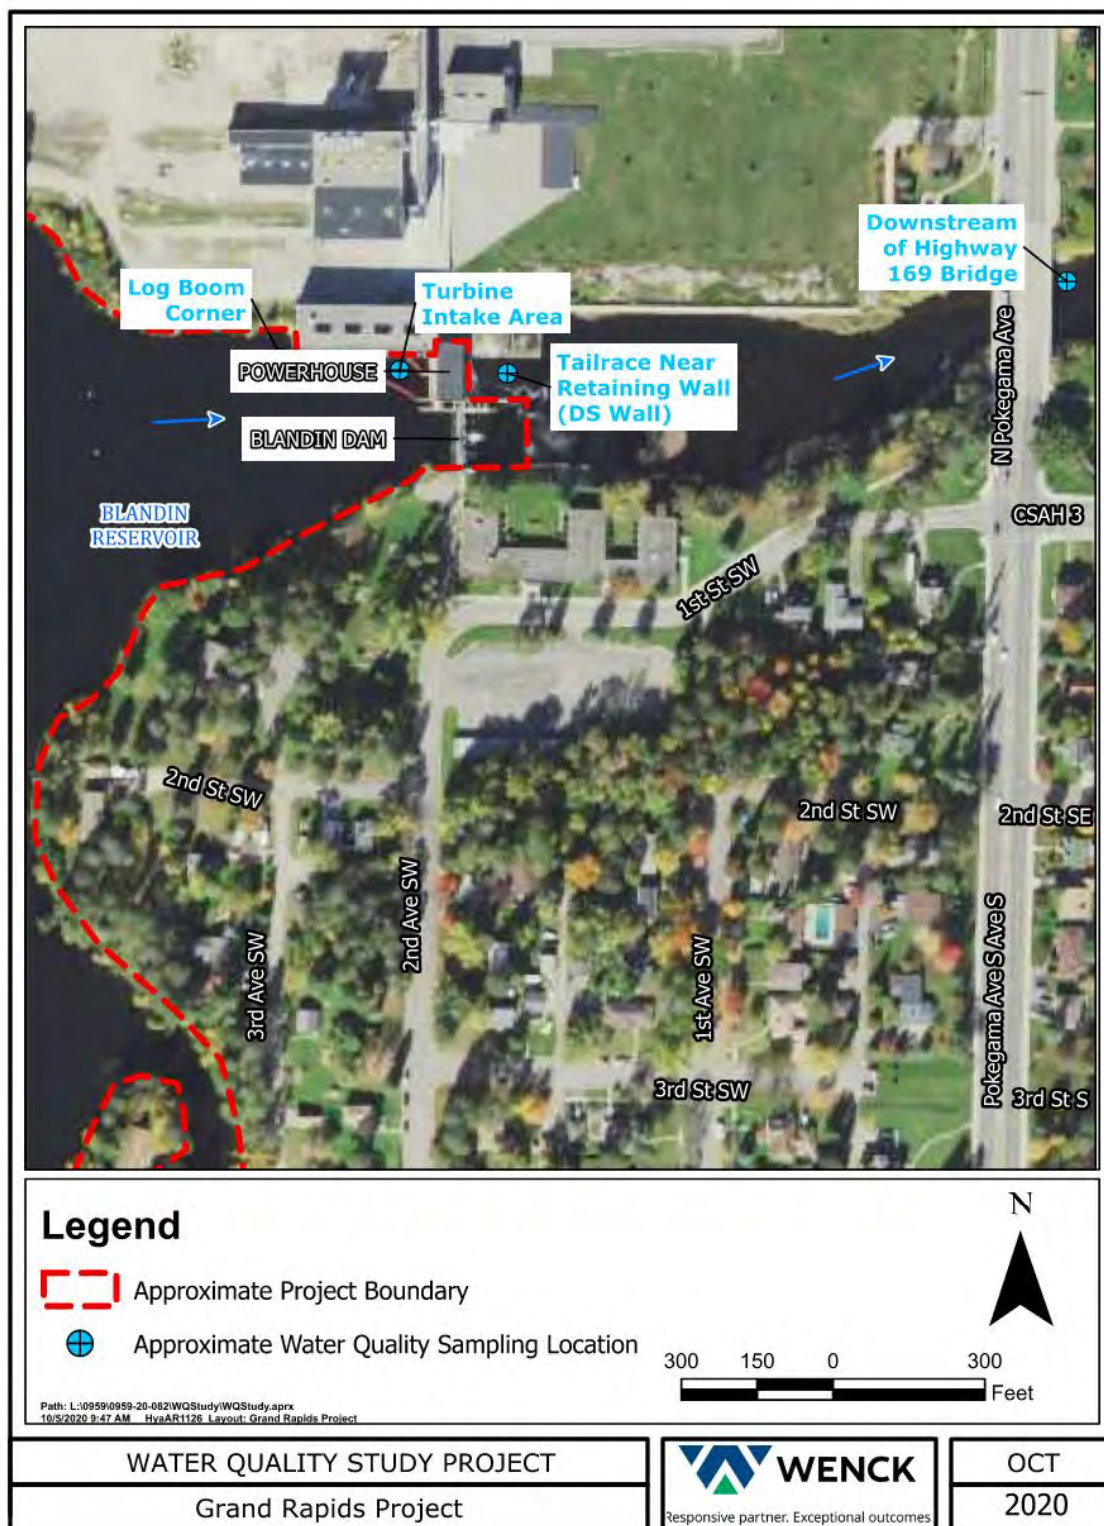 Downstream
of Highway
169 Bridge
Log Boom
Corner
Turbine
Intake Area
POWERHOUSE
Tailrace Near
Retaining Wall
(DS Wall)
BLANDIN DAM
N Pokegama Ave
BLANDIN
RESERVOIR
CSAH 3
1st St SW
2nd St SW
2nd St SW
2nd St SE
2nd Ave SW
3rd Ave SW
1st Ave SW
Pokegama Ave S Ave S
3rd St SW
3rd St S
Legend
Approximate Project Boundary
Approximate Water Quality Sampling Location
N
300 150 0 300
Feet
Path: L:\0959\0959-20-082\WQStudy\WQStudy.aprx
10/5/2020 9:47 AM HyaAR1126 Layout: Grand Rapids Project
WATER QUALITY STUDY PROJECT
Grand Rapids Project
WENCK
Responsive partner. Exceptional outcomes
OCT
2020